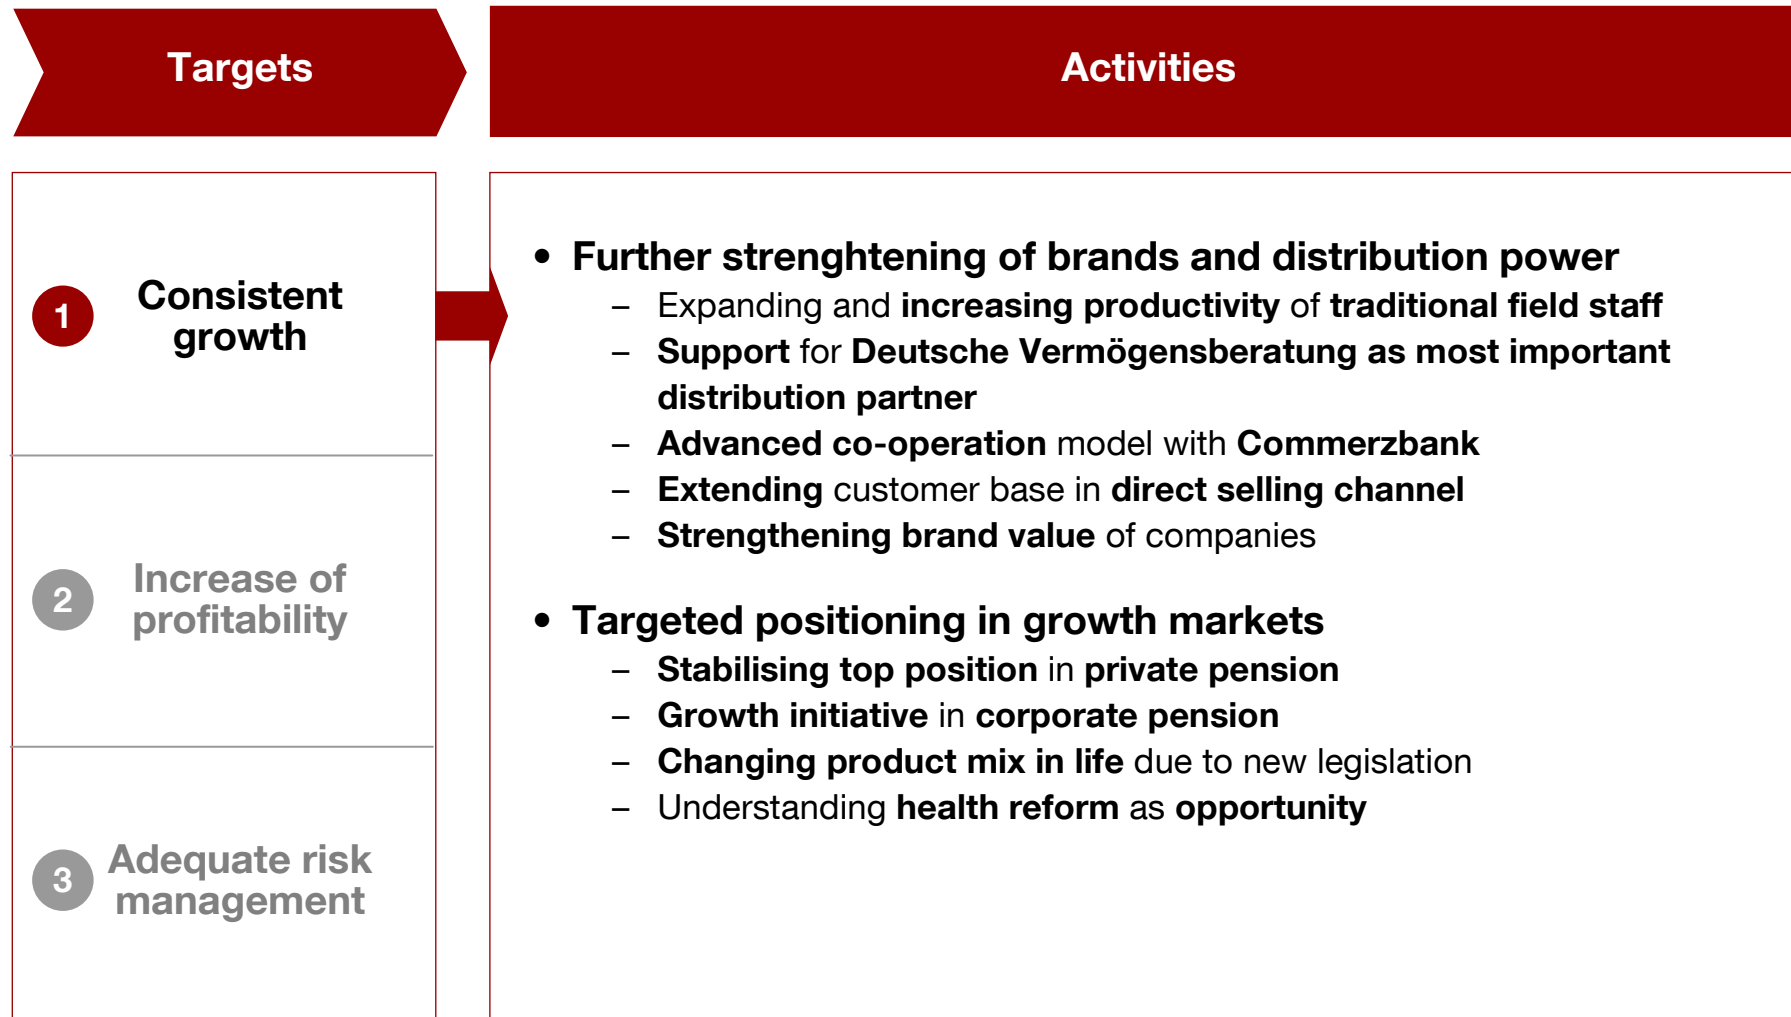 Targets
Activities
1
Consistent
growth
2
Increase of
profitability
3
Adequate risk
management
• Further strenghtening of brands and distribution power
– Expanding and increasing productivity of traditional field staff
– Support for Deutsche Vermögensberatung as most important
distribution partner
– Advanced co-operation model with Commerzbank
– Extending customer base in direct selling channel
– Strengthening brand value of companies
• Targeted positioning in growth markets
– Stabilising top position in private pension
– Growth initiative in corporate pension
– Changing product mix in life due to new legislation
– Understanding health reform as opportunity